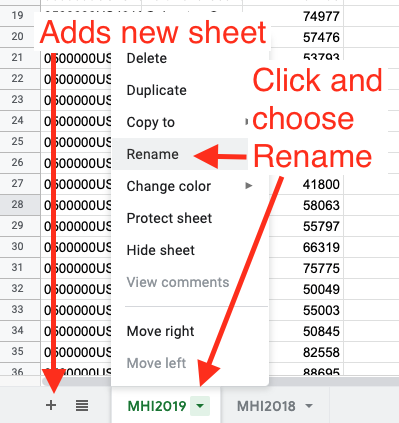 19 74977
20 57476
Adds new sheet
21 0500000US 53793
Delete
22 0500000US
Click and
choose
Rename
Duplicate
23 0500000US
24 0500000US
Copy to
25 0500000US
Rename
26 0500000US
27 0500000US 41800
Change color
28 0500000US 58063
Protect sheet
29 0500000US 55797
30 0500000US 66319
Hide sheet
31 0500000US 75775
View comments
32 0500000US 50049
33 0500000US 55003
34 0500000US 50845
Move right
35 0500000US 82558
Move left
36 0500000US 88695
+ MHI2019 MHI2018